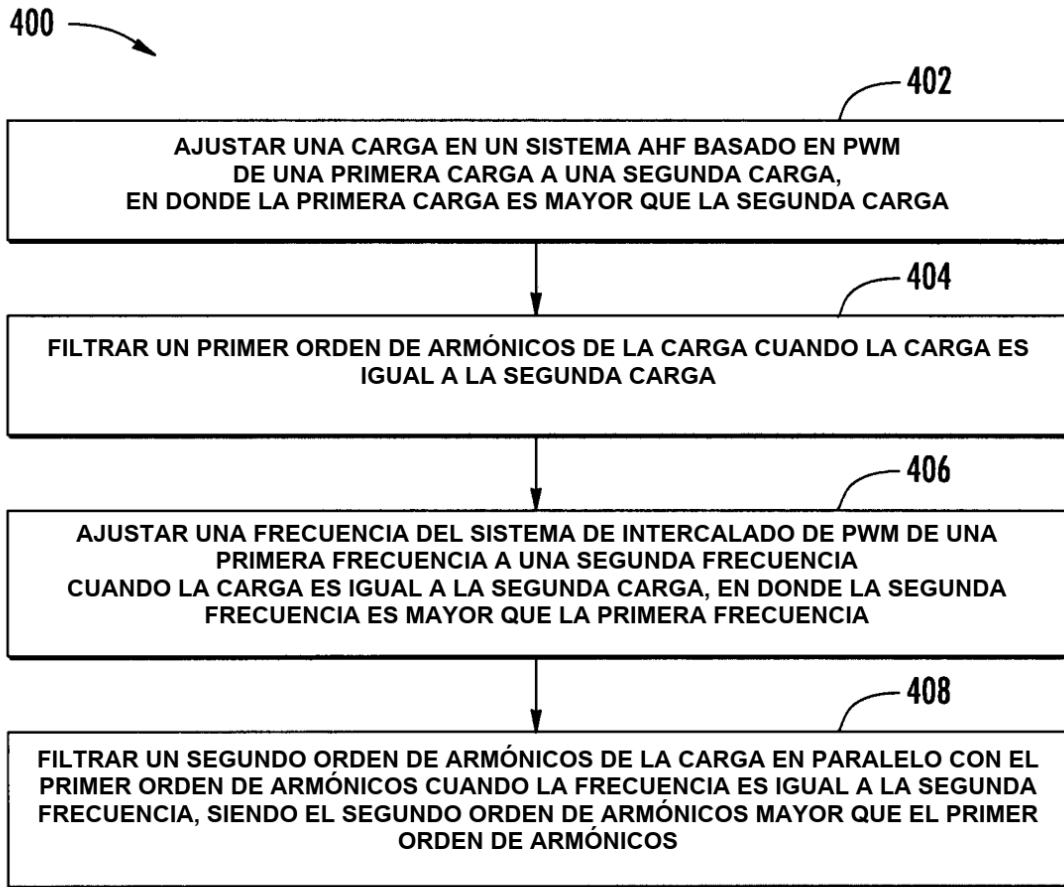 400
402
AJUSTAR UNA CARGA EN UN SISTEMA AHF BASADO EN PWM
DE UNA PRIMERA CARGA A UNA SEGUNDA CARGA,
EN DONDE LA PRIMERA CARGA ES MAYOR QUE LA SEGUNDA CARGA
404
FILTRAR UN PRIMER ORDEN DE ARMÓNICOS DE LA CARGA CUANDO LA CARGA ES
IGUAL A LA SEGUNDA CARGA
406
AJUSTAR UNA FRECUENCIA DEL SISTEMA DE INTERCALADO DE PWM DE UNA
PRIMERA FRECUENCIA A UNA SEGUNDA FRECUENCIA
CUANDO LA CARGA ES IGUAL A LA SEGUNDA CARGA, EN DONDE LA SEGUNDA
FRECUENCIA ES MAYOR QUE LA PRIMERA FRECUENCIA
408
FILTRAR UN SEGUNDO ORDEN DE ARMÓNICOS DE LA CARGA EN PARALELO CON EL
PRIMER ORDEN DE ARMÓNICOS CUANDO LA FRECUENCIA ES IGUAL A LA SEGUNDA
FRECUENCIA, SIENDO EL SEGUNDO ORDEN DE ARMÓNICOS MAYOR QUE EL PRIMER
ORDEN DE ARMÓNICOS